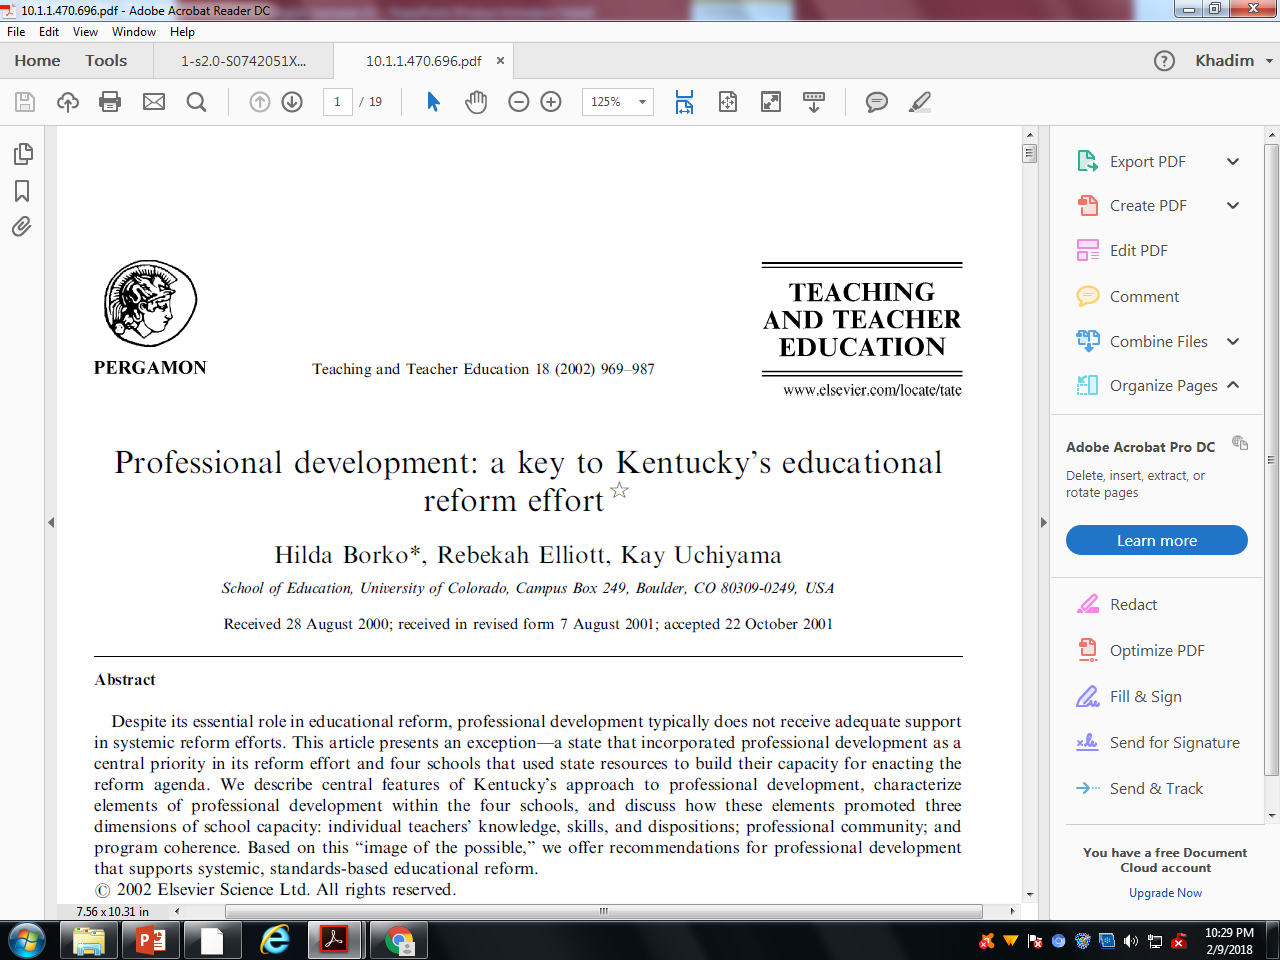 10.1.1.470.696.pdf - Adobe Acrobat Reader DC
File Edit View Window Help
Home Tools 1-s2.0-S0742051X... 10.1.1.470.696.pdf × Khadim
1 / 19 125%
PERGAMON
Teaching and Teacher Education 18 (2002) 969–987
TEACHING
AND TEACHER
EDUCATION
www.elsevier.com/locate/tate
Professional development: a key to Kentucky's educational
reform effort☆
Hilda Borko*, Rebekah Elliott, Kay Uchiyama
School of Education, University of Colorado, Campus Box 249, Boulder, CO 80309-0249, USA
Received 28 August 2000; received in revised form 7 August 2001; accepted 22 October 2001
Abstract
Despite its essential role in educational reform, professional development typically does not receive adequate support
in systemic reform efforts. This article presents an exception—a state that incorporated professional development as a
central priority in its reform effort and four schools that used state resources to build their capacity for enacting the
reform agenda. We describe central features of Kentucky's approach to professional development, characterize
elements of professional development within the four schools, and discuss how these elements promoted three
dimensions of school capacity: individual teachers' knowledge, skills, and dispositions; professional community; and
program coherence. Based on this "image of the possible," we offer recommendations for professional development
that supports systemic, standards-based educational reform.
© 2002 Elsevier Science Ltd. All rights reserved.
7.56 x 10.31 in
Export PDF
Create PDF
Edit PDF
Comment
Combine Files
Organize Pages
Adobe Acrobat Pro DC
Delete, insert, extract, or
rotate pages
Learn more
Redact
Optimize PDF
Fill & Sign
Send for Signature
Send & Track
You have a free Document
Cloud account
Upgrade Now
10:29 PM
2/9/2018